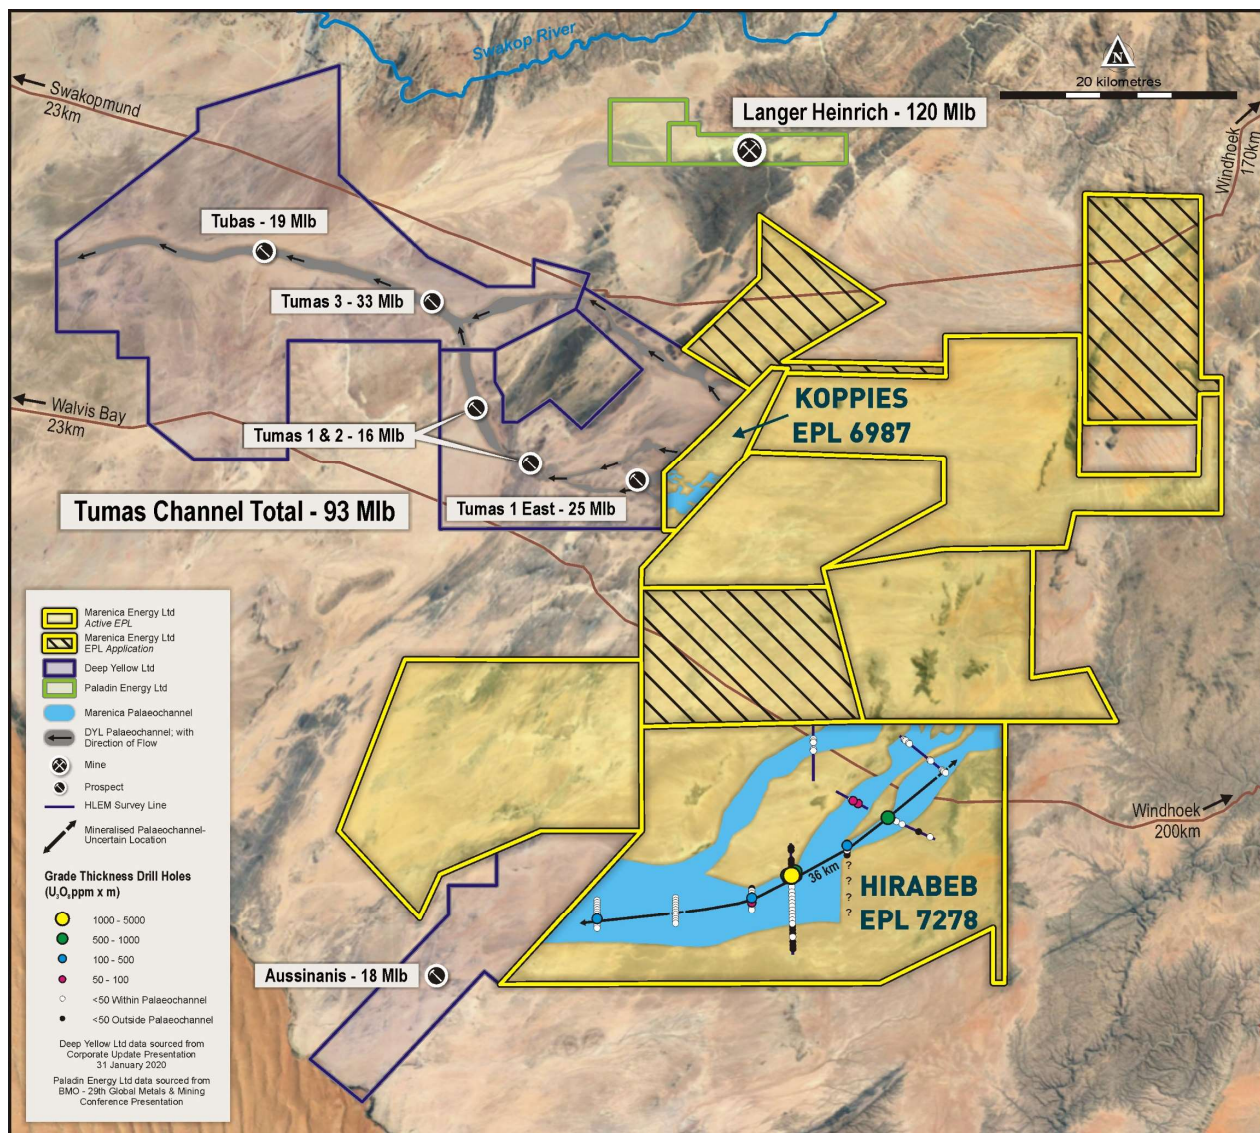 Swakop River
N
20 kilometres
Swakopmund
23km
Langer Heinrich - 120 Mlb
Windhoek
170km
Tubas - 19 Mlb
Tumas 3 - 33 Mlb
Walvis Bay
23km
KOPPIES
EPL 6987
Tumas 1 & 2 - 16 Mlb
Tumas 1 East - 25 Mlb
Tumas Channel Total - 93 Mlb
Marenica Energy Ltd
Active EPL
Marenica Energy Ltd
EPL Application
Deep Yellow Ltd
Paladin Energy Ltd
Marenica Palaeochannel
DYL Palaeochannel; with
Direction of Flow
Mine
Prospect
HLEM Survey Line
Mineralised Palaeochannel-
Uncertain Location
Grade Thickness Drill Holes
(U3O8ppm x m)
1000 - 5000
500 - 1000
100 - 500
50 - 100
<50 Within Palaeochannel
<50 Outside Palaeochannel
Deep Yellow Ltd data sourced from
Corporate Update Presentation
31 January 2020
Paladin Energy Ltd data sourced from
BMO - 29th Global Metals & Mining
Conference Presentation
Windhoek
200km
36 km
?
?
?
?
HIRABEB
EPL 7278
Aussinanis - 18 Mlb